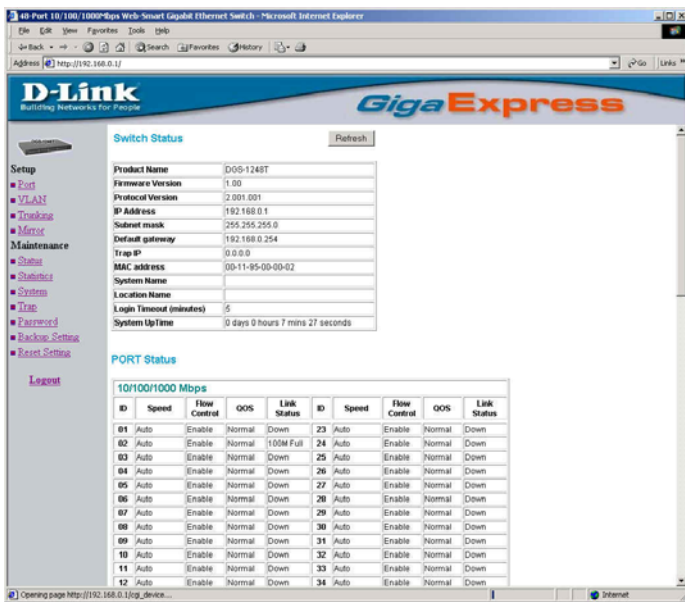 48-Port 10/100/1000Mbps Web-Smart Gigabit Ethernet Switch - Microsoft Internet Explorer
File Edit View Favorites Tools Help
Back Search Favorites History
Address http://192.168.0.1/ Go Links »
D-Link
Building Networks for People
GigaExpress
Switch Status Refresh
Setup
Port
VLAN
Trunking
Mirror
Maintenance
Status
Statistics
System
Trap
Password
Backup Setting
Reset Setting
Logout
Product Name DGS-1248T
Firmware Version 1.00
Protocol Version 2.001.001
IP Address 192.168.0.1
Subnet mask 255.255.255.0
Default gateway 192.168.0.254
Trap IP 0.0.0.0
MAC address 00-11-95-00-00-02
System Name
Location Name
Login Timeout (minutes) 5
System UpTime 0 days 0 hours 7 mins 27 seconds
PORT Status
10/100/1000 Mbps
ID Speed Flow Control QOS Link Status ID Speed Flow Control QOS Link Status
01 Auto Enable Normal Down 23 Auto Enable Normal Down
02 Auto Enable Normal 100M Full 24 Auto Enable Normal Down
03 Auto Enable Normal Down 25 Auto Enable Normal Down
04 Auto Enable Normal Down 26 Auto Enable Normal Down
05 Auto Enable Normal Down 27 Auto Enable Normal Down
06 Auto Enable Normal Down 28 Auto Enable Normal Down
07 Auto Enable Normal Down 29 Auto Enable Normal Down
08 Auto Enable Normal Down 30 Auto Enable Normal Down
09 Auto Enable Normal Down 31 Auto Enable Normal Down
10 Auto Enable Normal Down 32 Auto Enable Normal Down
11 Auto Enable Normal Down 33 Auto Enable Normal Down
12 Auto Enable Normal Down 34 Auto Enable Normal Down
Opening page http://192.168.0.1/cgi_device... Internet